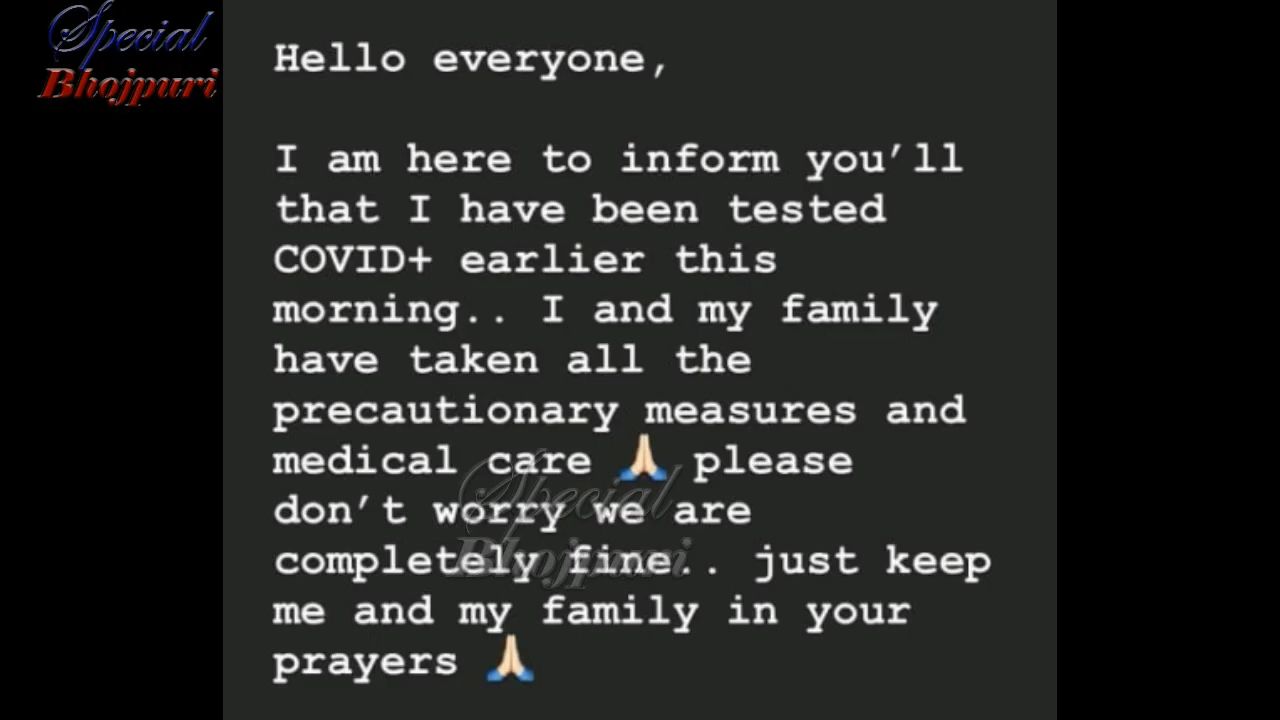 Special
Bhojpuri
Hello everyone,
I am here to inform you’ll
that I have been tested
COVID+ earlier this
morning.. I and my family
have taken all the
precautionary measures and
medical care 🙏🏻 please
don’t worry we are
completely fine.. just keep
me and my family in your
prayers 🙏🏻
Special
Bhojpuri